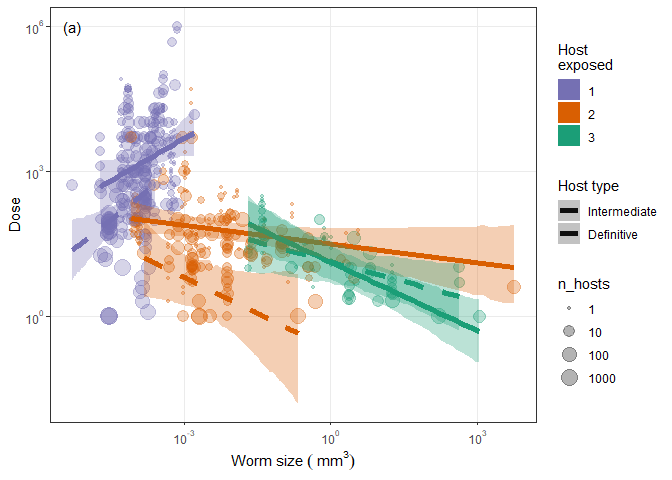 (a)
10^6
10^3
10^0
Dose
10^-3
10^0
10^3
Worm size ( mm^3)
Host
exposed
1
2
3
Host type
Intermediate
Definitive
n_hosts
1
10
100
1000